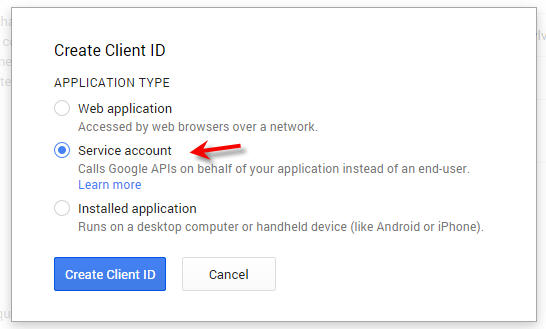 Create Client ID
APPLICATION TYPE
Web application
Accessed by web browsers over a network.
Service account
Calls Google APIs on behalf of your application instead of an end-user.
Learn more
Installed application
Runs on a desktop computer or handheld device (like Android or iPhone).
Create Client ID
Cancel